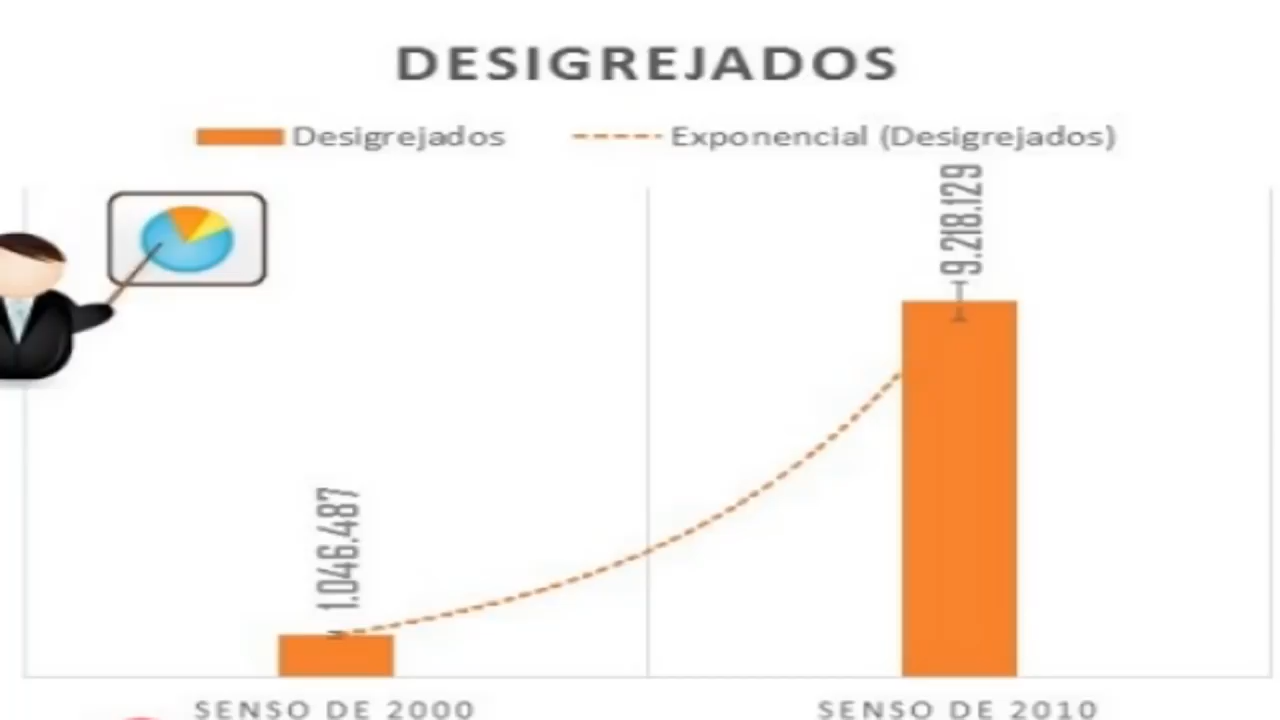 DESIGREJADOS
Desigrejados
Exponencial (Desigrejados)
9.218.129
1.046.487
SENSO DE 2000
SENSO DE 2010